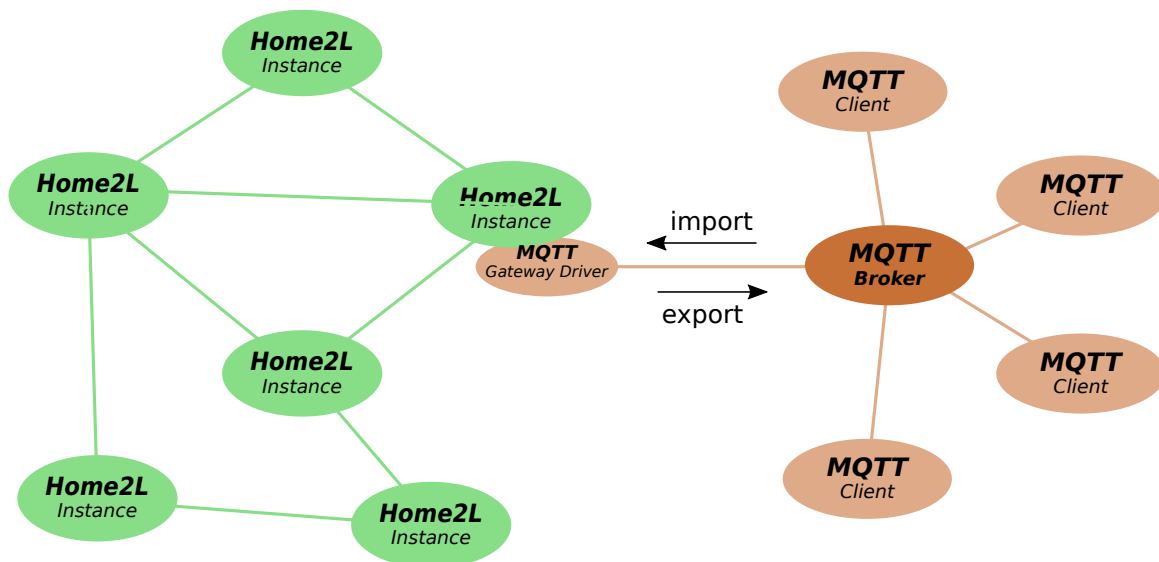 Home2L
Instance
MQTT
Client
Home2L
Instance
Home2L
Instance
MQTT
Client
import
MQTT
Gateway Driver
MQTT
Broker
export
Home2L
Instance
MQTT
Client
MQTT
Client
Home2L
Instance
Home2L
Instance